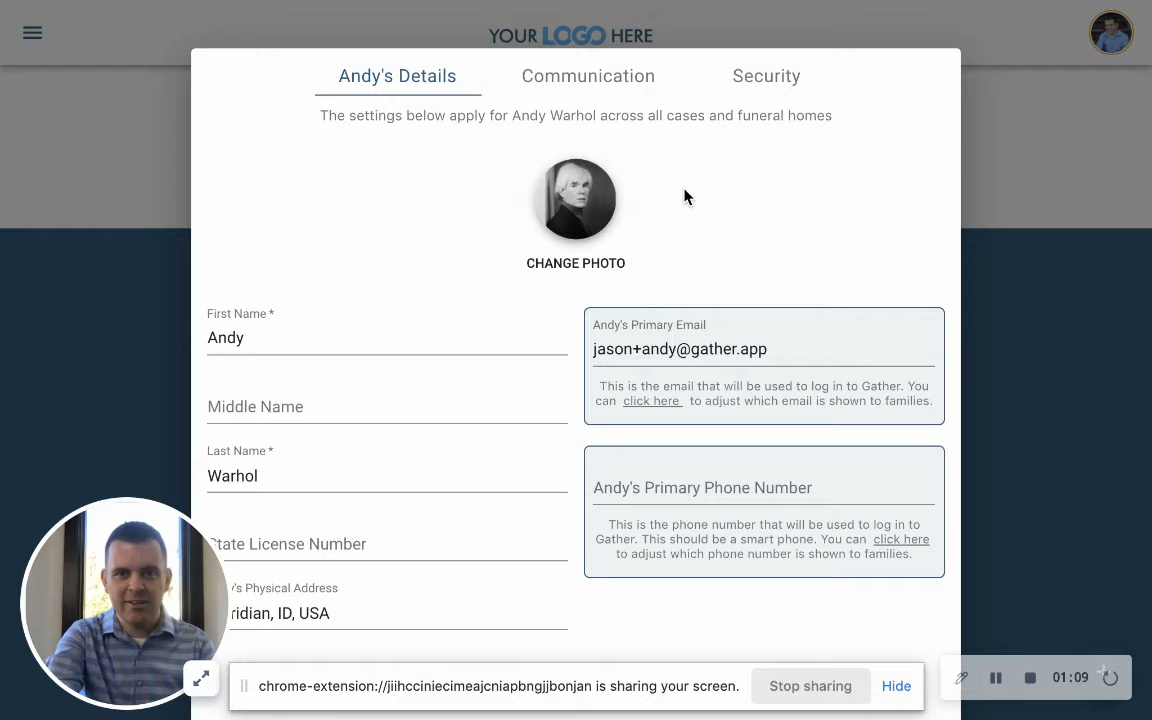 YOUR LOGO HERE
Andy's Details
Communication
Security
The settings below apply for Andy Warhol across all cases and funeral homes
CHANGE PHOTO
First Name *
Andy
Middle Name
Last Name *
Warhol
State License Number
y's Physical Address
ridian, ID, USA
Andy's Primary Email
jason+andy@gather.app
This is the email that will be used to log in to Gather. You
can click here to adjust which email is shown to families.
Andy's Primary Phone Number
This is the phone number that will be used to log in to
Gather. This should be a smart phone. You can click here
to adjust which phone number is shown to families.
chrome-extension://jiihcciniecimeajcniapbngjjbonjan is sharing your screen.
Stop sharing
Hide
01:09